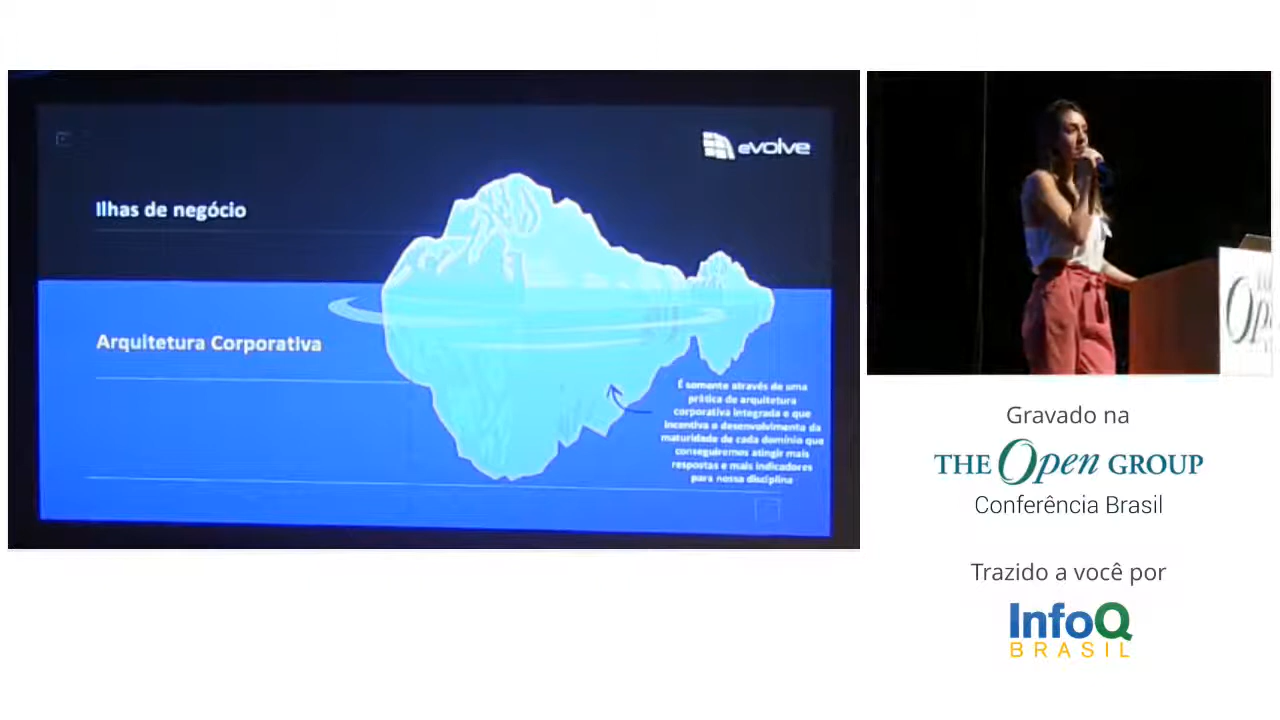 evolve
Ilhas de negócio
Arquitetura Corporativa
É somente através de uma
prática de arquitetura
corporativa integrada e que
incentiva o desenvolvimento da
maturidade de cada domínio que
conseguiremos atingir mais
respostas e mais indicadores
para nossa disciplina
Open
Gravado na
THE Open GROUP
Conferência Brasil
Trazido a você por
InfoQ
BRASIL